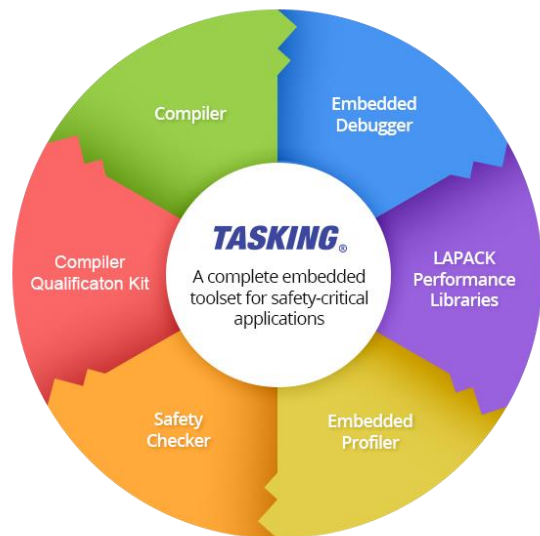 Compiler
Embedded
Debugger
LAPACK
Performance
Libraries
Embedded
Profiler
Safety
Checker
Compiler
Qualificaton Kit
TASKING®
A complete embedded
toolset for safety-critical
applications